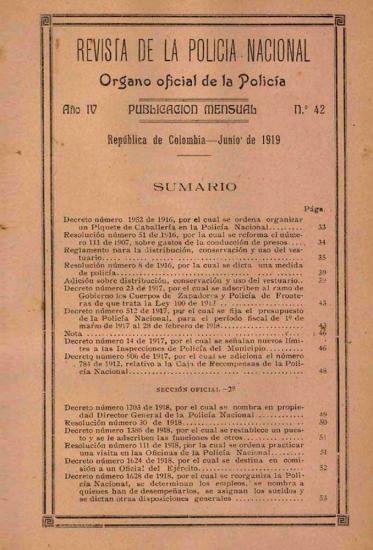 REVISTA DE LA POLICIA NACIONAL
Organo oficial de la Policía
Año IV PUBLICACION MENSUAL N.º 42
República de Colombia—Junio de 1919
SUMARIO
Págs.
Decreto número 1952 de 1916, por el cual se ordena organizar
un Piquete de Caballería en la Policía Nacional......... 33
Resolución número 51 de 1916, por la cual se reforma el núme-
ro 111 de 1907, sobre gastos de la conducción de presos.... 34
Reglamento para la distribución, conservación y uso del ves-
tuario.......... 35
Resolución número 8 de 1916, por la cual se dicta una medida
de policía.......... 39
Adición sobre distribución, conservación y uso del vestuario.. 39
Decreto número 23 de 1917, por el cual se adscriben al ramo de
Gobierno los Cuerpos de Zapadores y Policía de Fronte-
ras de que trata la Ley 100 de 1913.......... 43
Decreto número 512 de 1917, por el cual se fija el presupuesto
de la Policía Nacional, para el período fiscal de 1º de
marzo de 1917 al 28 de febrero de 1918..........
Nota.......... 46
Decreto número 14 de 1917, por el cual se señalan nuevos lími-
tes a las Inspecciones de Policía del Municipio.......... 46
Decreto número 906 de 1917, por el cual se adiciona el número
784 de 1912, relativo a la Caja de Recompensas de la Poli-
cía Nacional.......... 48
SECCIÓN OFICIAL—2ª
Decreto número 1203 de 1918, por el cual se nombra en propie-
dad Director General de la Policía Nacional.......... 49
Resolución número 30 de 1918.......... 50
Decreto número 1386 de 1918, por el cual se restablece un pues-
to y se le adscriben las funciones de otros.......... 51
Resolución número 111 de 1918, por la cual se ordena practicar
una visita en las Oficinas de la Policía Nacional.......... 51
Decreto número 1624 de 1918, por el cual se destina en comi-
sión a un Oficial del Ejército.......... 52
Decreto número 1628 de 1918, por el cual se reorganiza la Poli-
cía Nacional, se determinan los empleos, se nombra a
quienes han de desempeñarlos, se asignan los sueldos y
se dictan otras disposiciones generales.......... 53